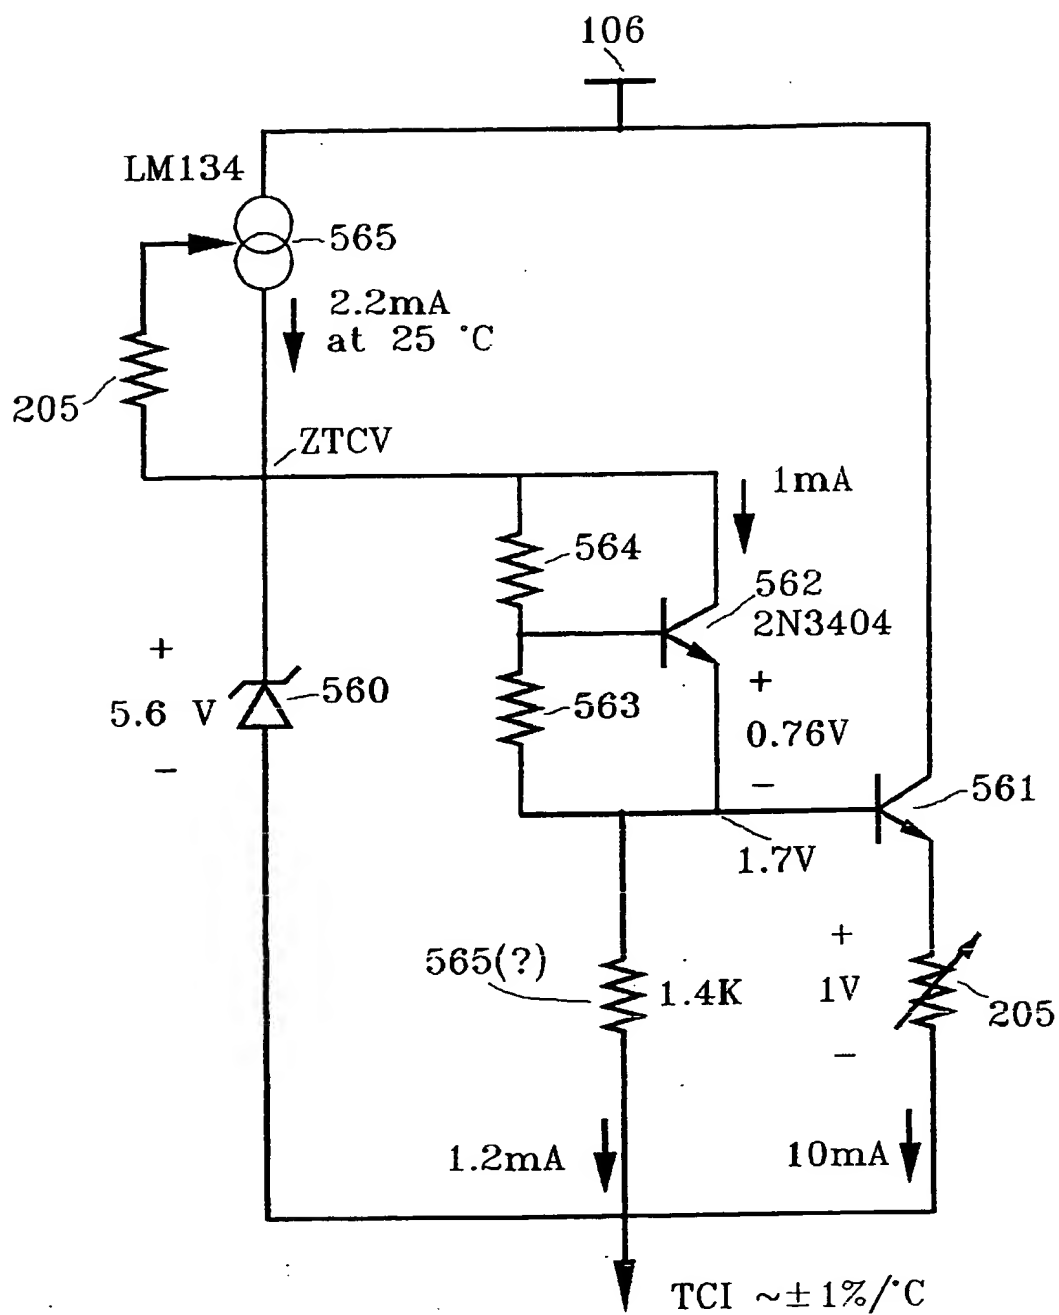 106
LM134
565
2.2mA
at 25 °C
205
ZTCV
1mA
564
562
2N3404
+
5.6 V
−
560
563
+
0.76V
−
561
1.7V
565(?)
1.4K
+
1V
−
205
1.2mA
10mA
TCI ~± 1%/°C